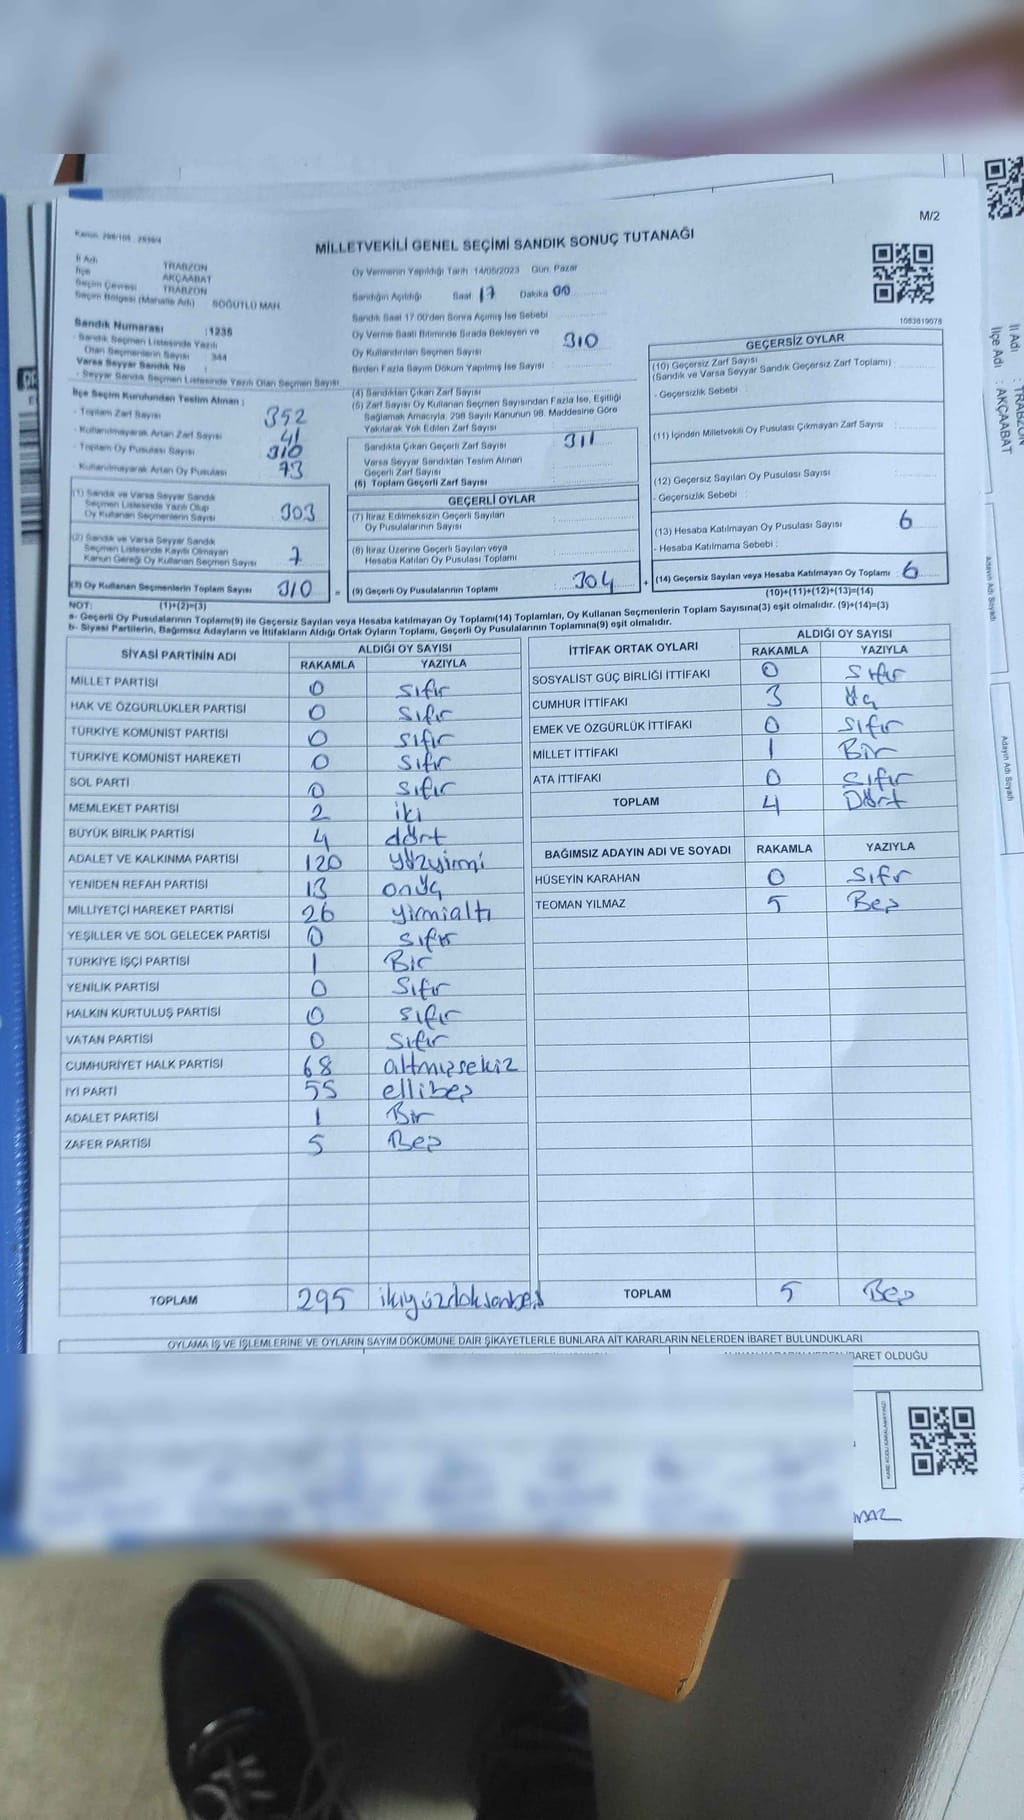 M/2
Kanun: 298/105 - 2839/4
MİLLETVEKİLİ GENEL SEÇİMİ SANDIK SONUÇ TUTANAĞI
İl Adı TRABZON
İlçe AKÇAABAT
Seçim Çevresi TRABZON
Seçim Bölgesi (Mahalle Adı) SÖĞÜTLÜ MAH.
Sandık Numarası :1236
- Sandık Seçmen Listesinde Yazılı
Olan Seçmenlerin Sayısı : 344
Varsa Seyyar Sandık No :
- Seyyar Sandık Seçmen Listesinde Yazılı Olan Seçmen Sayısı
Oy Vermenin Yapıldığı Tarih 14/05/2023 Gün: Pazar
Sandığın Açıldığı Saat 17 Dakika 00
Sandık Saat 17:00'den Sonra Açılmış İse Sebebi
Oy Verme Saati Bitiminde Sırada Bekleyen ve
Oy Kullandırılan Seçmen Sayısı 310
Birden Fazla Sayım Döküm Yapılmış İse Sayısı
1083819078
İlçe Seçim Kurulundan Teslim Alınan ;
- Toplam Zarf Sayısı 352
- Kullanılmayarak Artan Zarf Sayısı 41
- Toplam Oy Pusulası Sayısı 310
- Kullanılmayarak Artan Oy Pusulası 73
(1) Sandık ve Varsa Seyyar Sandık
Seçmen Listesinde Yazılı Olup
Oy Kullanan Seçmenlerin Sayısı 303
(2) Sandık ve Varsa Seyyar Sandık
Seçmen Listesinde Kayıtlı Olmayan
Kanun Gereği Oy Kullanan Seçmen Sayısı 7
(3) Oy Kullanan Seçmenlerin Toplam Sayısı 310 =
(4) Sandıktan Çıkan Zarf Sayısı
(5) Zarf Sayısı Oy Kullanan Seçmen Sayısından Fazla İse, Eşitliği
Sağlamak Amacıyla; 298 Sayılı Kanunun 98. Maddesine Göre
Yakılarak Yok Edilen Zarf Sayısı
Sandıkta Çıkan Geçerli Zarf Sayısı 311
Varsa Seyyar Sandıktan Teslim Alınan
Geçerli Zarf Sayısı
(6) Toplam Geçerli Zarf Sayısı
GEÇERLİ OYLAR
(7) İtiraz Edilmeksizin Geçerli Sayılan
Oy Pusulalarının Sayısı
(8) İtiraz Üzerine Geçerli Sayılan veya
Hesaba Katılan Oy Pusulası Toplamı
(9) Geçerli Oy Pusulalarının Toplamı 304 +
GEÇERSİZ OYLAR
(10) Geçersiz Zarf Sayısı
(Sandık ve Varsa Seyyar Sandık Geçersiz Zarf Toplamı)
- Geçersizlik Sebebi :
(11) İçinden Milletvekili Oy Pusulası Çıkmayan Zarf Sayısı
(12) Geçersiz Sayılan Oy Pusulası Sayısı
- Geçersizlik Sebebi :
(13) Hesaba Katılmayan Oy Pusulası Sayısı 6
- Hesaba Katılmama Sebebi :
(14) Geçersiz Sayılan veya Hesaba Katılmayan Oy Toplamı : 6
NOT: (1)+(2)=(3) (10)+(11)+(12)+(13)=(14)
a- Geçerli Oy Pusulalarının Toplamı(9) ile Geçersiz Sayılan veya Hesaba katılmayan Oy Toplamı(14) Toplamları, Oy Kullanan Seçmenlerin Toplam Sayısına(3) eşit olmalıdır. (9)+(14)=(3)
b- Siyasi Partilerin, Bağımsız Adayların ve İttifakların Aldığı Ortak Oyların Toplamı, Geçerli Oy Pusulalarının Toplamına(9) eşit olmalıdır.
SİYASİ PARTİNİN ADI ALDIĞI OY SAYISI
RAKAMLA YAZIYLA
MİLLET PARTİSİ 0 sıfır
HAK VE ÖZGÜRLÜKLER PARTİSİ 0 sıfır
TÜRKİYE KOMÜNİST PARTİSİ 0 sıfır
TÜRKİYE KOMÜNİST HAREKETİ 0 sıfır
SOL PARTİ 0 sıfır
MEMLEKET PARTİSİ 2 iki
BÜYÜK BİRLİK PARTİSİ 4 dört
ADALET VE KALKINMA PARTİSİ 120 yüzyirmi
YENİDEN REFAH PARTİSİ 13 onüç
MİLLİYETÇİ HAREKET PARTİSİ 26 yirmialtı
YEŞİLLER VE SOL GELECEK PARTİSİ 0 sıfır
TÜRKİYE İŞÇİ PARTİSİ 1 Bir
YENİLİK PARTİSİ 0 Sıfır
HALKIN KURTULUŞ PARTİSİ 0 sıfır
VATAN PARTİSİ 0 Sıfır
CUMHURİYET HALK PARTİSİ 68 altmışsekiz
İYİ PARTİ 55 ellibeş
ADALET PARTİSİ 1 Bir
ZAFER PARTİSİ 5 Beş
TOPLAM 295 ikiyüzdoksanbeş
İTTİFAK ORTAK OYLARI ALDIĞI OY SAYISI
RAKAMLA YAZIYLA
SOSYALİST GÜÇ BİRLİĞİ İTTİFAKI 0 Sıfır
CUMHUR İTTİFAKI 3 üç
EMEK VE ÖZGÜRLÜK İTTİFAKI 0 sıfır
MİLLET İTTİFAKI 1 Bir
ATA İTTİFAKI 0 sıfır
TOPLAM 4 Dört
BAĞIMSIZ ADAYIN ADI VE SOYADI RAKAMLA YAZIYLA
HÜSEYİN KARAHAN 0 Sıfır
TEOMAN YILMAZ 5 Beş
TOPLAM 5 Beş
OYLAMA İŞ VE İŞLEMLERİNE VE OYLARIN SAYIM DÖKÜMÜNE DAİR ŞİKAYETLERLE BUNLARA AİT KARARLARIN NELERDEN İBARET BULUNDUKLARI
BARET OLDUĞU
İl Adı : TRABZON
İlçe Adı : AKÇAABAT
Adayın Adı Soyadı
Adayın Adı Soyadı